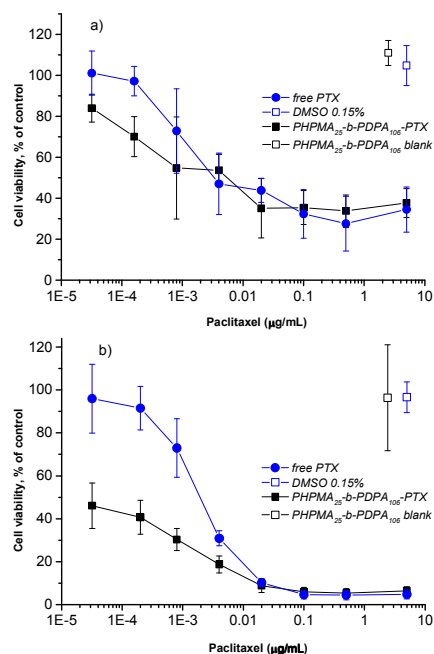 a)
120
100
80
60
40
20
0
Cell viability, % of control
free PTX
DMSO 0.15%
PHPMA₂₅-b-PDPA₁₀₆-PTX
PHPMA₂₅-b-PDPA₁₀₆ blank
1E-5 1E-4 1E-3 0.01 0.1 1 10
Paclitaxel (μg/mL)
b)
120
100
80
60
40
20
0
Cell viability, % of control
free PTX
DMSO 0.15%
PHPMA₂₅-b-PDPA₁₀₆-PTX
PHPMA₂₅-b-PDPA₁₀₆ blank
1E-5 1E-4 1E-3 0.01 0.1 1 10
Paclitaxel (μg/mL)